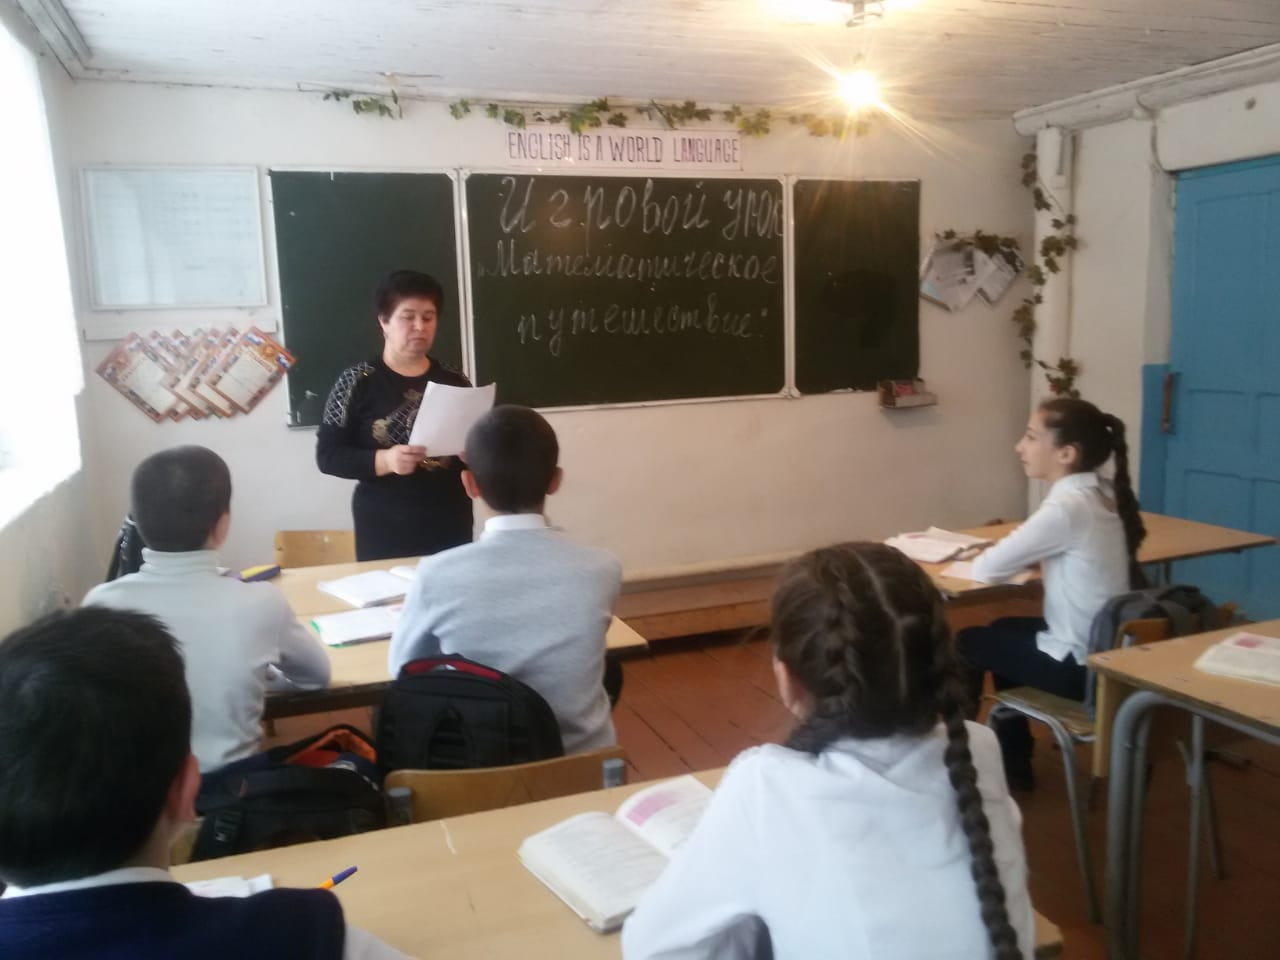 ENGLISH IS A WORLD LANGUAGE
Игровой урок
„Математическое
путешествие."